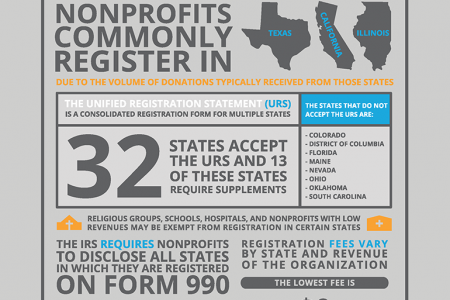 NONPROFITS
COMMONLY
REGISTER IN
TEXAS
CALIFORNIA
ILLINOIS
DUE TO THE VOLUME OF DONATIONS TYPICALLY RECEIVED FROM THOSE STATES
THE UNIFIED REGISTRATION STATEMENT (URS)
IS A CONSOLIDATED REGISTRATION FORM FOR MULTIPLE STATES
32
STATES ACCEPT
THE URS AND 13
OF THESE STATES
REQUIRE SUPPLEMENTS
THE STATES THAT DO NOT
ACCEPT THE URS ARE:
- COLORADO
- DISTRICT OF COLUMBIA
- FLORIDA
- MAINE
- NEVADA
- OHIO
- OKLAHOMA
- SOUTH CAROLINA
RELIGIOUS GROUPS, SCHOOLS, HOSPITALS, AND NONPROFITS WITH LOW
REVENUES MAY BE EXEMPT FROM REGISTRATION IN CERTAIN STATES
THE IRS REQUIRES NONPROFITS
TO DISCLOSE ALL STATES
IN WHICH THEY ARE REGISTERED
ON FORM 990
REGISTRATION FEES VARY
BY STATE AND REVENUE
OF THE ORGANIZATION
THE LOWEST FEE IS